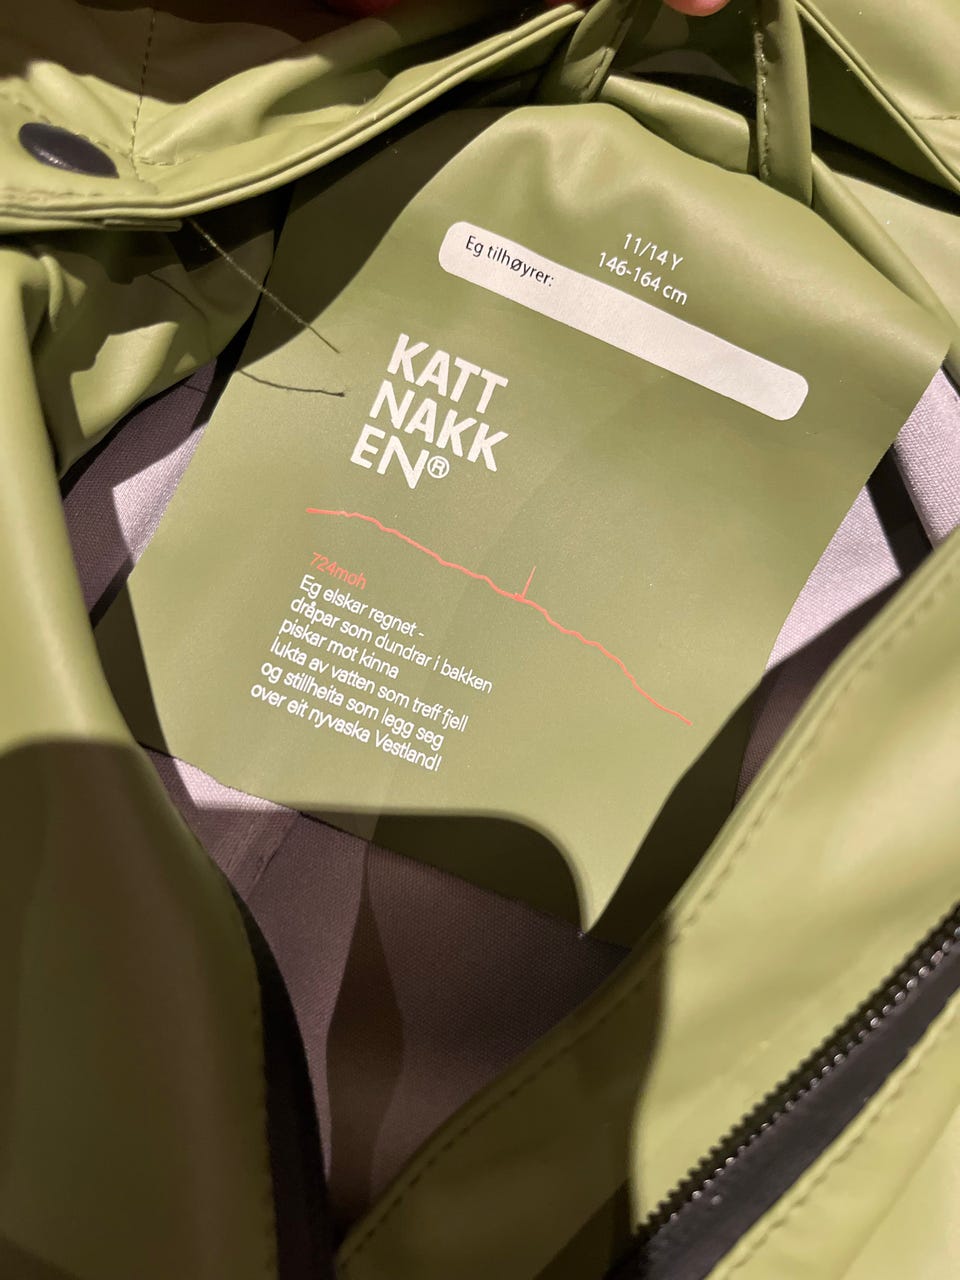 11/14 Y
146-164 cm
Eg tilhøyrer:
KATT
NAKK
EN®
724moh
Eg elskar regnet -
dråpar som dundrar i bakken
piskar mot kinna
lukta av vatten som treff fjell
og stillheita som legg seg
over eit nyvaska Vestland!